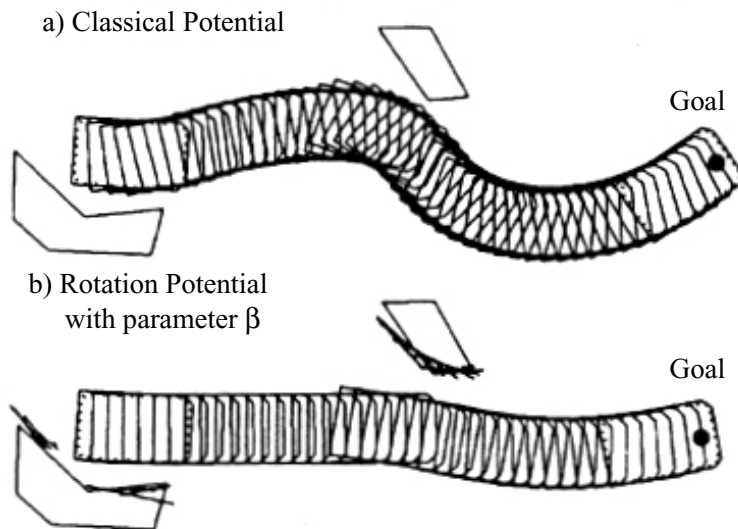 a) Classical Potential
Goal
b) Rotation Potential
with parameter β
Goal